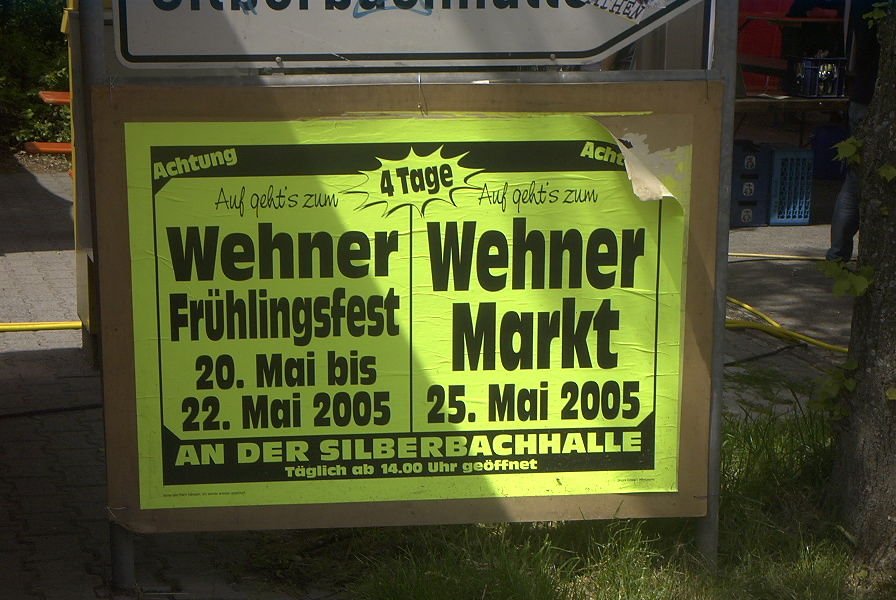 Silberbachhalle
Achtung
4 Tage
Auf geht's zum
Wehner
Frühlingsfest
20. Mai bis
22. Mai 2005
Auf geht's zum
Wehner
Markt
25. Mai 2005
AN DER SILBERBACHHALLE
Täglich ab 14.00 Uhr geöffnet